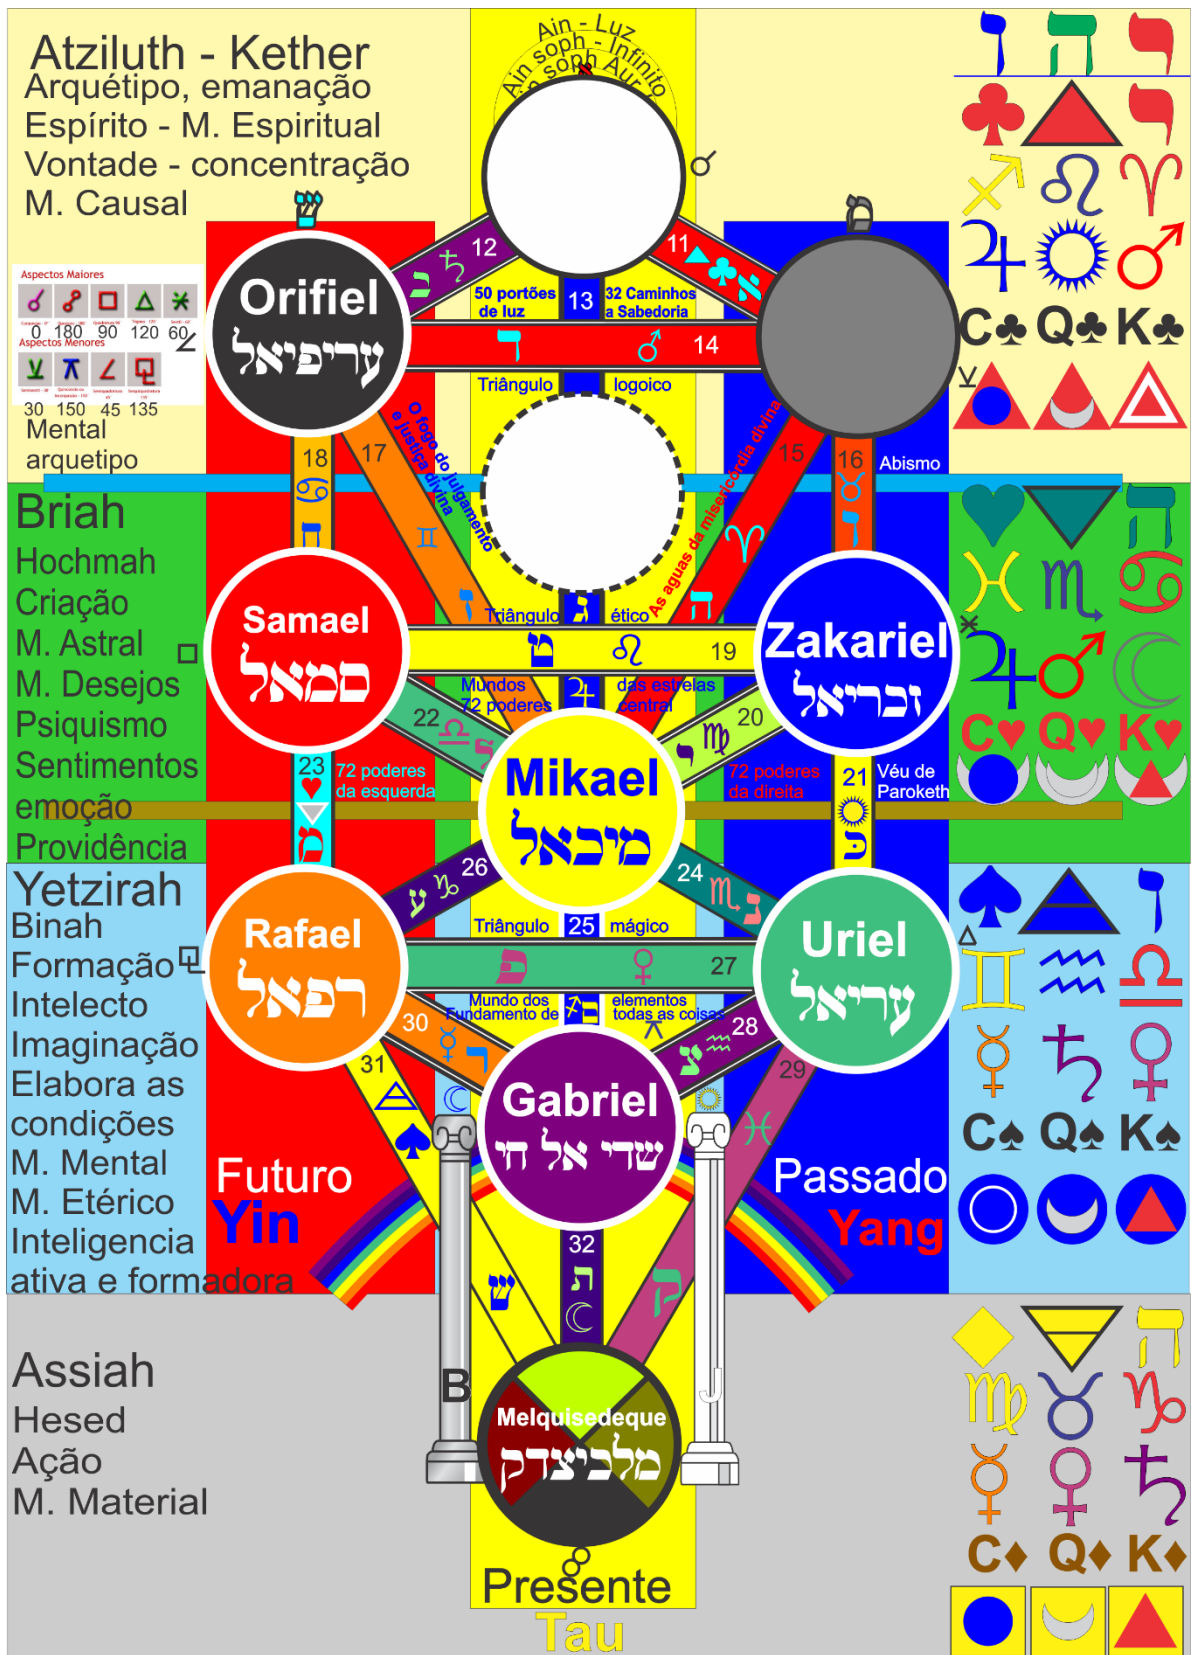 Atziluth - Kether
Arquétipo, emanação
Espírito - M. Espiritual
Vontade - concentração
M. Causal
Ain - Luz
Ain soph - Infinito
soph Aur
ו ה י
י
Aspectos Maiores
0 180 90 120 60
Aspectos Menores
30 150 45 135
Mental
arquetipo
ש
Orifiel
עריפיאל
12
ב
11
א
50 portões
de luz
13
32 Caminhos
a Sabedoria
ד
14
Triângulo
logoico
C♣ Q♣ K♣
18
ח
17
O fogo do julgamento
e justiça divina
ז
As aguas da misericórdia divina
15
ה
16
ו
Abismo
Briah
Hochmah
Criação
M. Astral
M. Desejos
Psiquismo
Sentimentos
emoção
Providência
ה
ג
Triângulo
ético
Samael
סמאל
ט
19
Zakariel
זכריאל
Mundos
72 poderes
das estrelas
central
22
20
י
C♥ Q♥ K♥
23
מ
72 poderes
da esquerda
Mikael
מיכאל
72 poderes
da direita
21
Véu de
Paroketh
Yetzirah
Binah
Formação
Intelecto
Imaginação
Elabora as
condições
M. Mental
M. Etérico
Inteligencia
ativa e formadora
ו
26
ע
24
נ
Rafael
רפאל
Triângulo
25
mágico
פ
27
Uriel
עריאל
Mundo dos
Fundamento de
elementos
todas as coisas
30
ר
28
צ
31
29
Gabriel
שדי אל חי
C♠ Q♠ K♠
Futuro
Yin
Passado
Yang
32
ת
ש
ק
Assiah
Hesed
Ação
M. Material
ה
B
J
Melquisedeque
מלכיצדק
C♦ Q♦ K♦
Presente
Tau